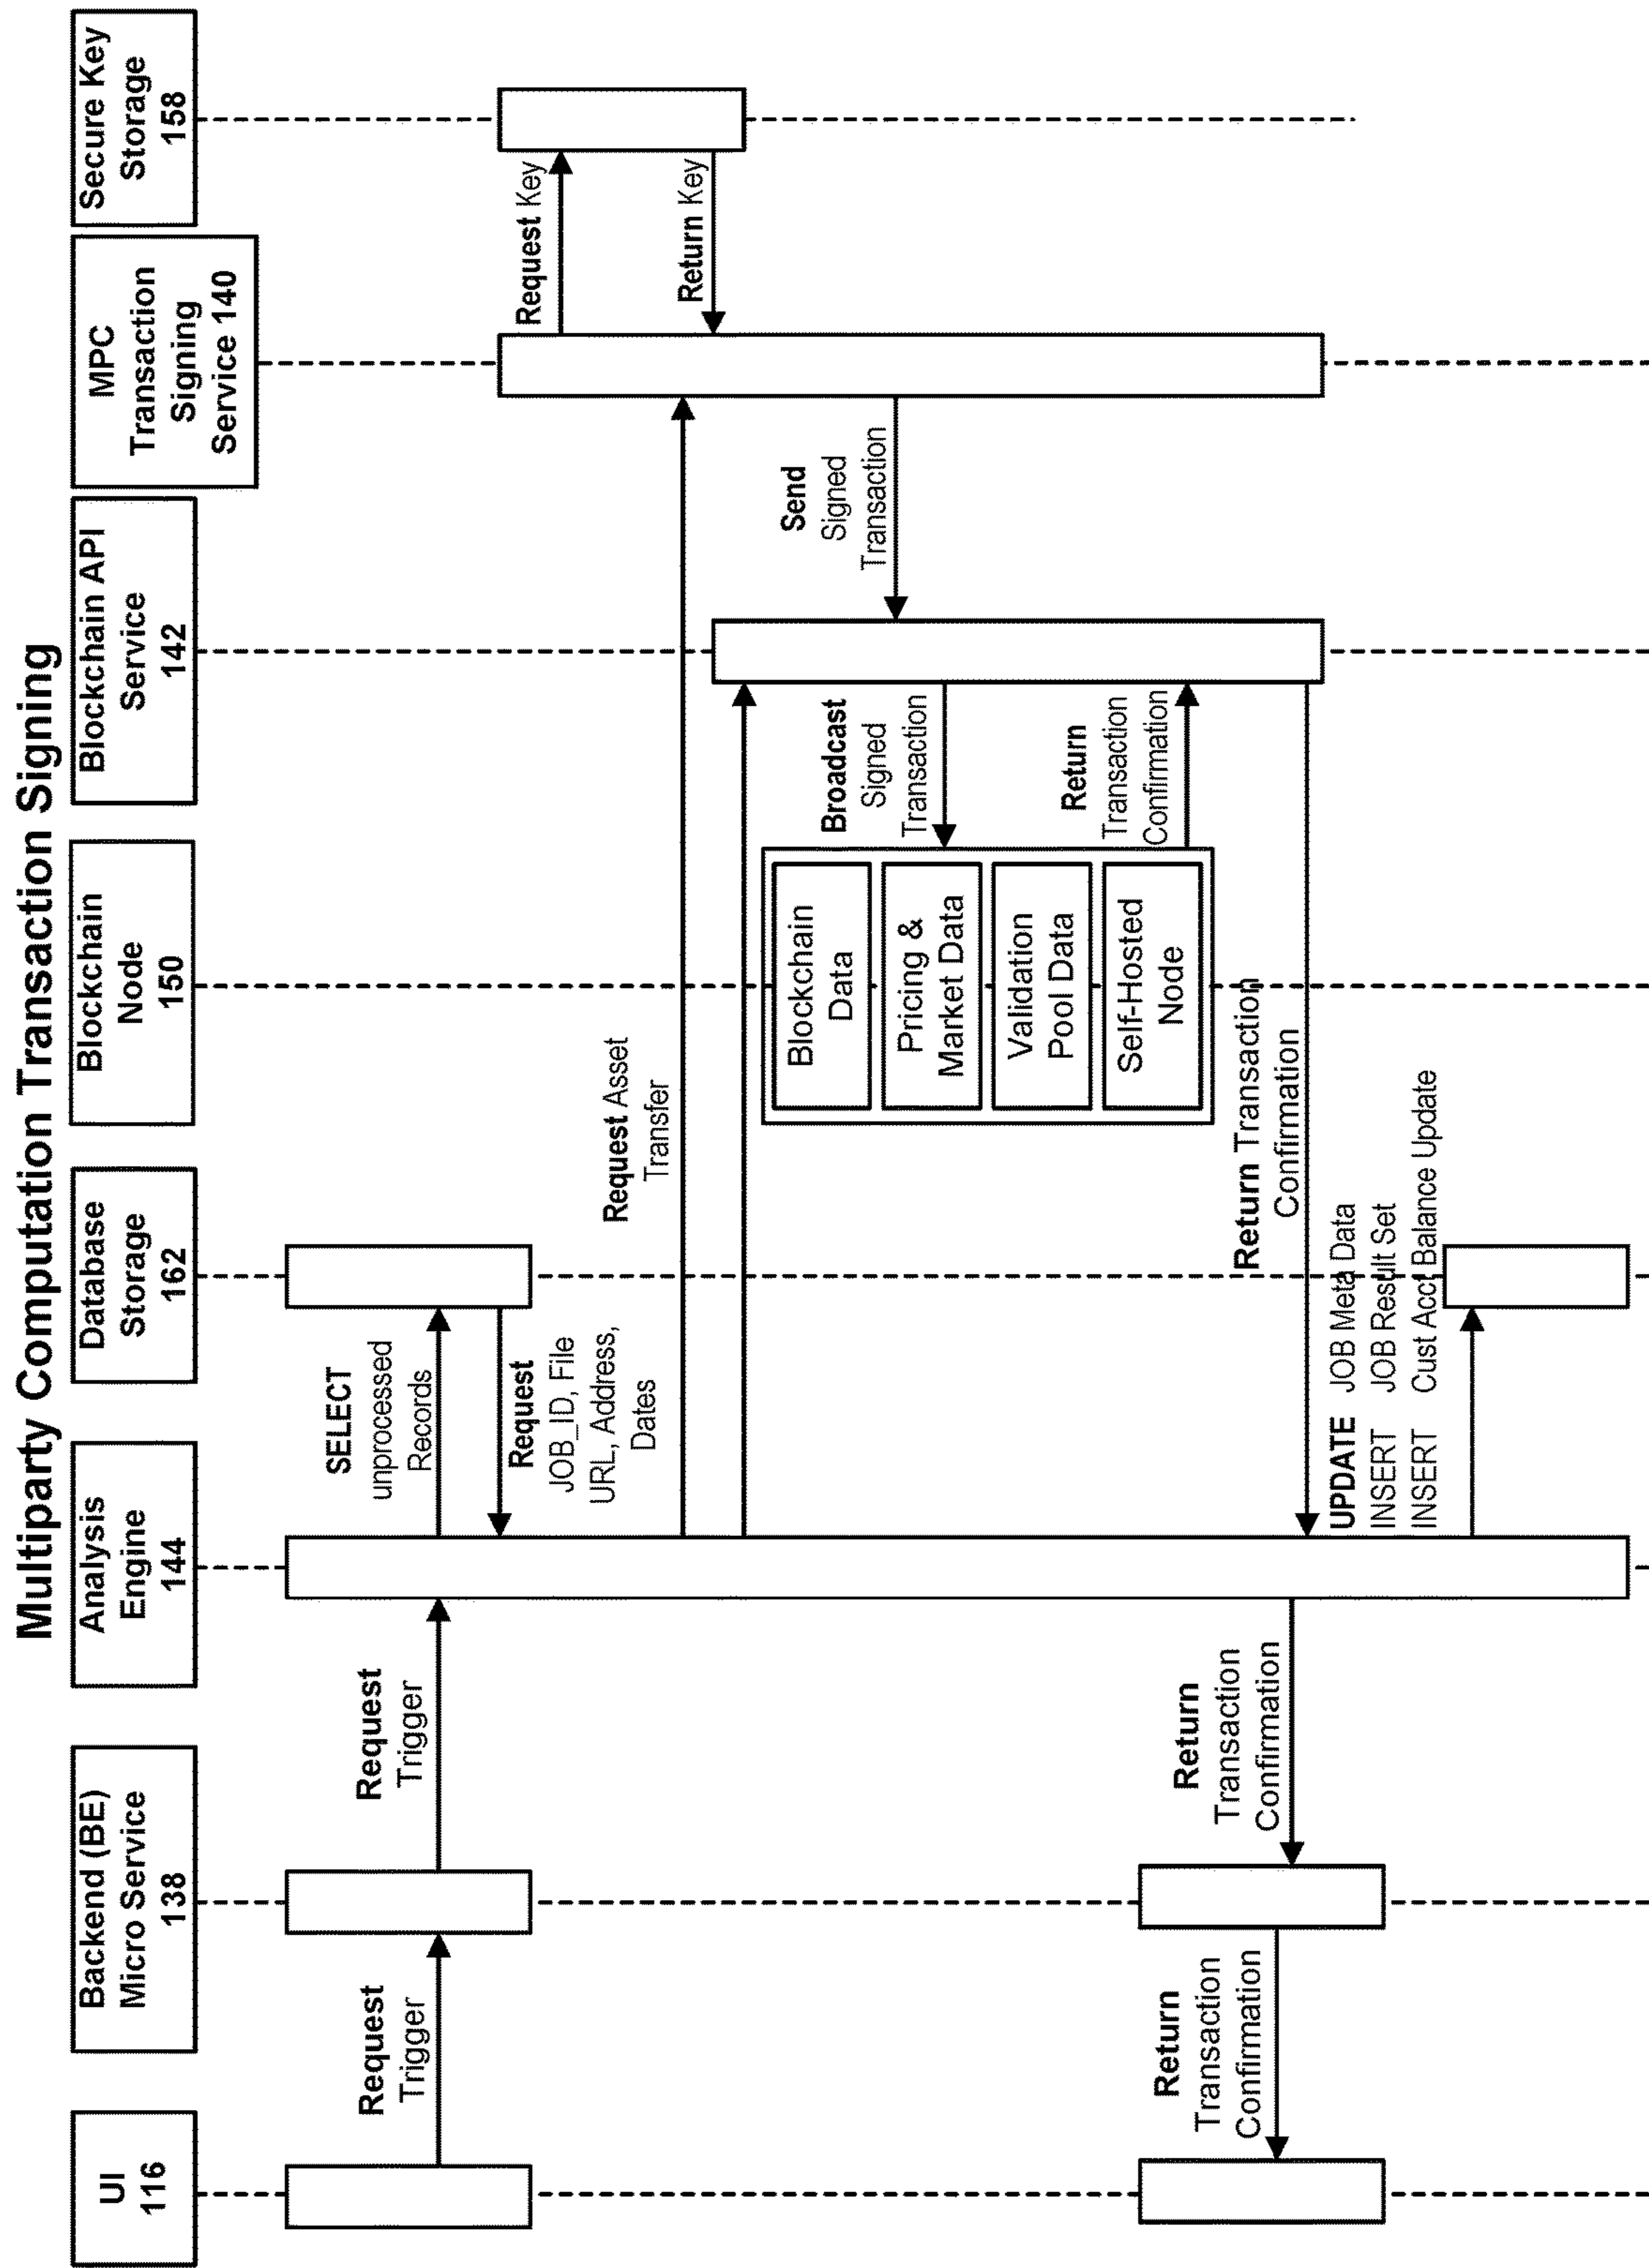 Multiparty Computation Transaction Signing
UI
116
Backend (BE)
Micro Service
138
Analysis
Engine
144
Database
Storage
162
Blockchain
Node
150
Blockchain API
Service
142
MPC
Transaction
Signing
Service 140
Secure Key
Storage
158
Request
Trigger
Request
Trigger
SELECT
unprocessed
Records
Request
JOB_ID, File
URL, Address,
Dates
Request Asset
Transfer
Request Key
Return Key
Send
Signed
Transaction
Broadcast
Signed
Transaction
Blockchain
Data
Pricing &
Market Data
Validation
Pool Data
Self-Hosted
Node
Return
Transaction
Confirmation
Return Transaction
Confirmation
Return
Transaction
Confirmation
Return
Transaction
Confirmation
UPDATE JOB Meta Data
INSERT JOB Result Set
INSERT Cust Acct Balance Update